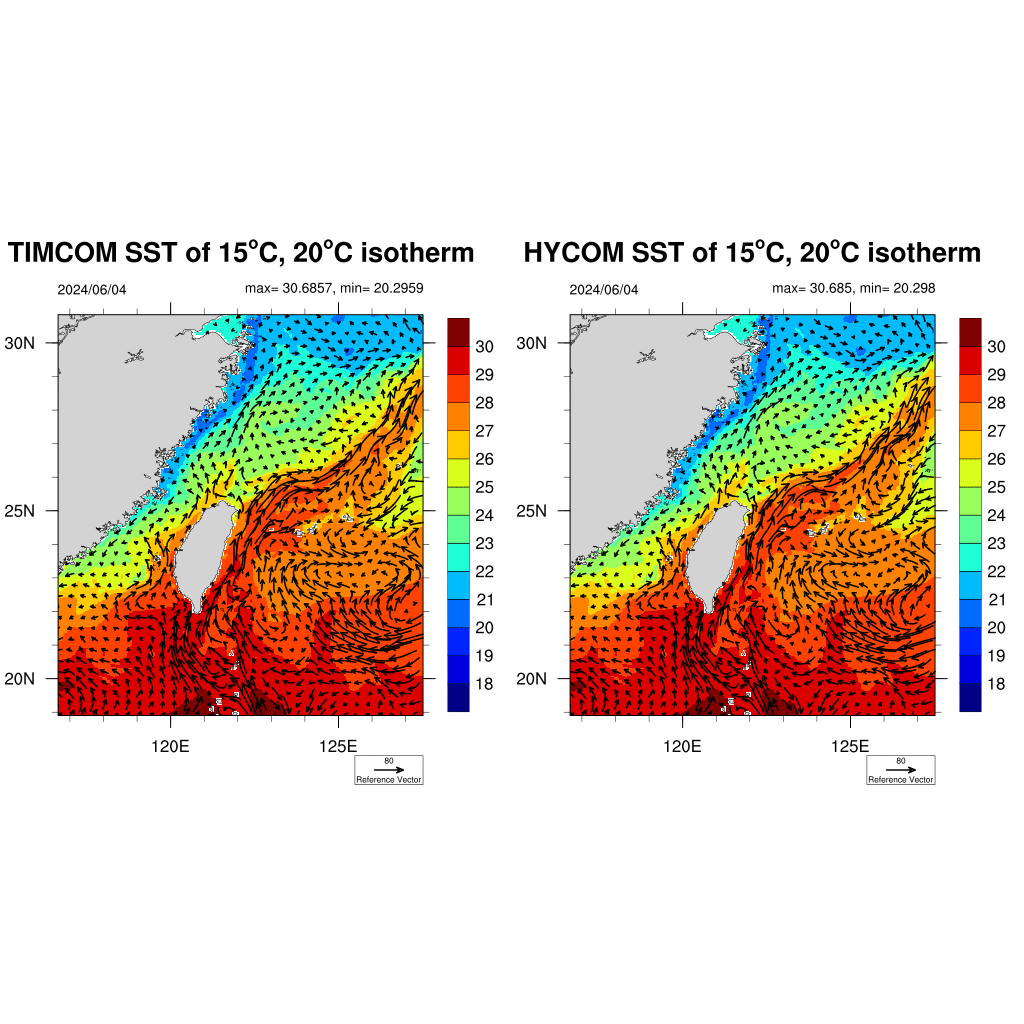 TIMCOM SST of 15°C, 20°C isotherm
2024/06/04
max= 30.6857, min= 20.2959
30N
25N
20N
120E
125E
30
29
28
27
26
25
24
23
22
21
20
19
18
80
Reference Vector
HYCOM SST of 15°C, 20°C isotherm
2024/06/04
max= 30.685, min= 20.298
30N
25N
20N
120E
125E
30
29
28
27
26
25
24
23
22
21
20
19
18
80
Reference Vector